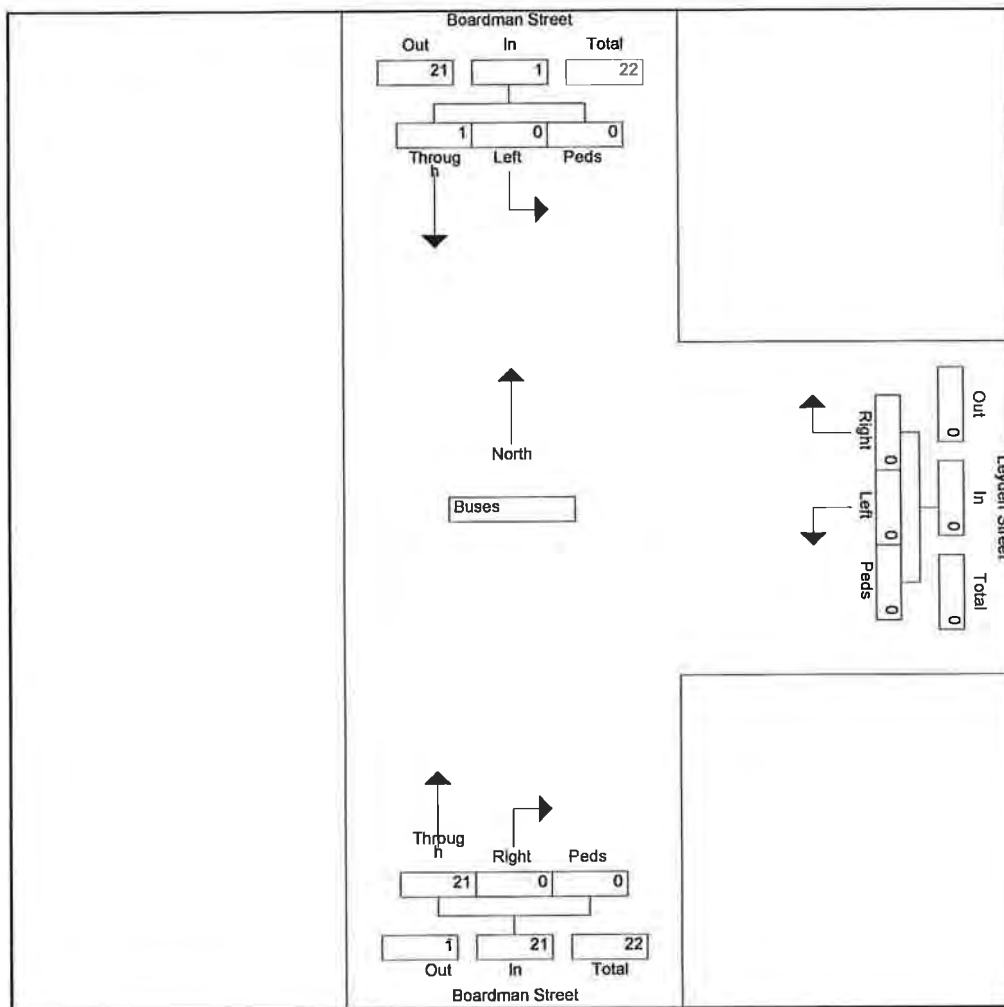 Boardman Street
Out In Total
21 1 22
1 0 0
Throug Left Peds
h
North
Buses
Right Left Peds
0 0 0
Out In Total
0 0 0
Throug Right Peds
h
21 0 0
1 21 22
Out In Total
Boardman Street